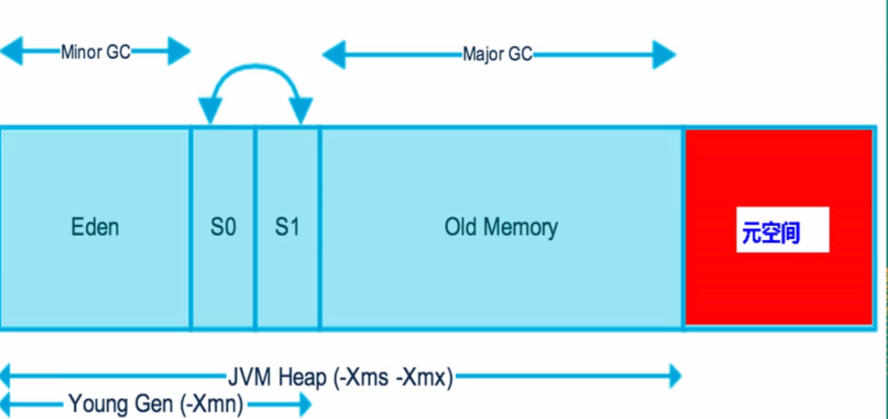 Minor GC
Major GC
Eden
S0
S1
Old Memory
元空间
JVM Heap (-Xms -Xmx)
Young Gen (-Xmn)